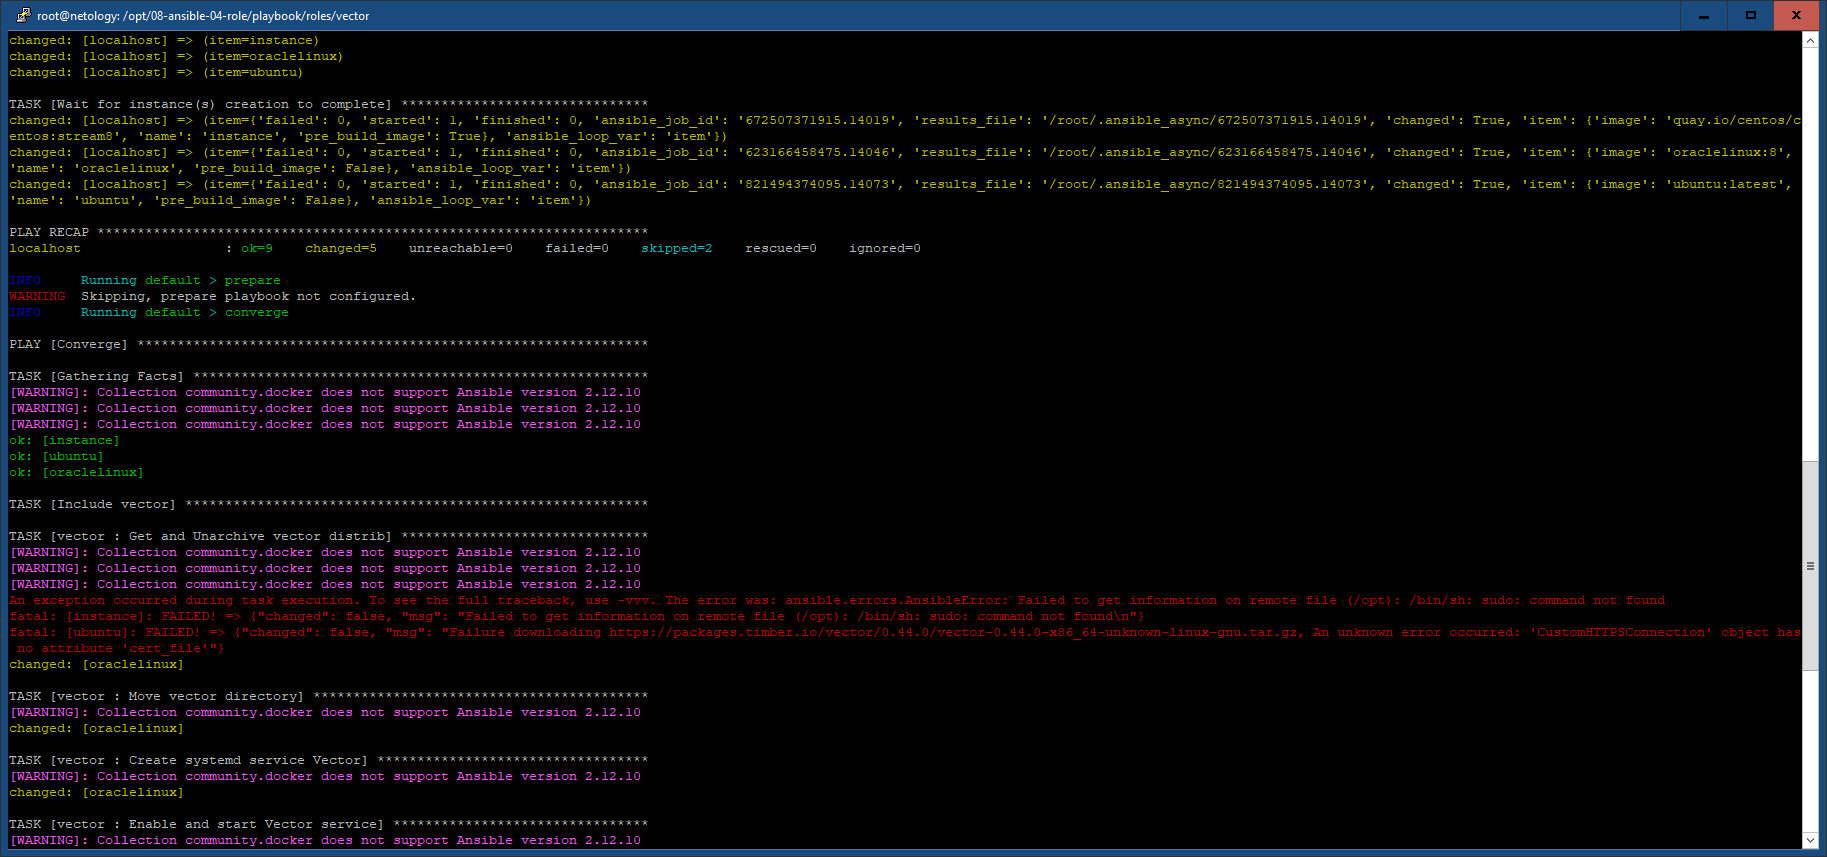 root@netology: /opt/08-ansible-04-role/playbook/roles/vector
changed: [localhost] => (item=instance)
changed: [localhost] => (item=oraclelinux)
changed: [localhost] => (item=ubuntu)
TASK [Wait for instance(s) creation to complete] *******************************
changed: [localhost] => (item={'failed': 0, 'started': 1, 'finished': 0, 'ansible_job_id': '672507371915.14019', 'results_file': '/root/.ansible_async/672507371915.14019', 'changed': True, 'item': {'image': 'quay.io/centos/c
entos:stream8', 'name': 'instance', 'pre_build_image': True}, 'ansible_loop_var': 'item'})
changed: [localhost] => (item={'failed': 0, 'started': 1, 'finished': 0, 'ansible_job_id': '623166458475.14046', 'results_file': '/root/.ansible_async/623166458475.14046', 'changed': True, 'item': {'image': 'oraclelinux:8',
'name': 'oraclelinux', 'pre_build_image': False}, 'ansible_loop_var': 'item'})
changed: [localhost] => (item={'failed': 0, 'started': 1, 'finished': 0, 'ansible_job_id': '821494374095.14073', 'results_file': '/root/.ansible_async/821494374095.14073', 'changed': True, 'item': {'image': 'ubuntu:latest',
'name': 'ubuntu', 'pre_build_image': False}, 'ansible_loop_var': 'item'})
PLAY RECAP *********************************************************************
localhost                  : ok=9    changed=5    unreachable=0    failed=0    skipped=2    rescued=0    ignored=0
INFO     Running default > prepare
WARNING  Skipping, prepare playbook not configured.
INFO     Running default > converge
PLAY [Converge] ****************************************************************
TASK [Gathering Facts] *********************************************************
[WARNING]: Collection community.docker does not support Ansible version 2.12.10
[WARNING]: Collection community.docker does not support Ansible version 2.12.10
[WARNING]: Collection community.docker does not support Ansible version 2.12.10
ok: [instance]
ok: [ubuntu]
ok: [oraclelinux]
TASK [Include vector] **********************************************************
TASK [vector : Get and Unarchive vector distrib] *******************************
[WARNING]: Collection community.docker does not support Ansible version 2.12.10
[WARNING]: Collection community.docker does not support Ansible version 2.12.10
[WARNING]: Collection community.docker does not support Ansible version 2.12.10
An exception occurred during task execution. To see the full traceback, use -vvv. The error was: ansible.errors.AnsibleError: Failed to get information on remote file (/opt): /bin/sh: sudo: command not found
fatal: [instance]: FAILED! => {"changed": false, "msg": "Failed to get information on remote file (/opt): /bin/sh: sudo: command not found\n"}
fatal: [ubuntu]: FAILED! => {"changed": false, "msg": "Failure downloading https://packages.timber.io/vector/0.44.0/vector-0.44.0-x86_64-unknown-linux-gnu.tar.gz, An unknown error occurred: 'CustomHTTPSConnection' object has
no attribute 'cert_file'"}
changed: [oraclelinux]
TASK [vector : Move vector directory] ******************************************
[WARNING]: Collection community.docker does not support Ansible version 2.12.10
changed: [oraclelinux]
TASK [vector : Create systemd service Vector] **********************************
[WARNING]: Collection community.docker does not support Ansible version 2.12.10
changed: [oraclelinux]
TASK [vector : Enable and start Vector service] ********************************
[WARNING]: Collection community.docker does not support Ansible version 2.12.10